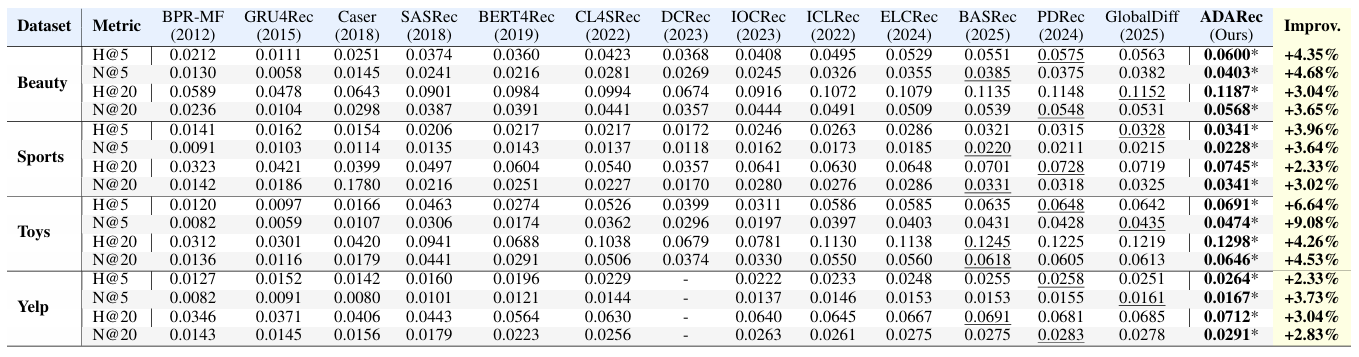 Dataset Metric BPR-MF GRU4Rec Caser SASRec BERT4Rec CL4SRec DCRec IOCRec ICLRec ELCRec BASRec PDRec GlobalDiff ADARec Improv.
(2012) (2015) (2018) (2018) (2019) (2022) (2023) (2023) (2022) (2024) (2025) (2024) (2025) (Ours)
Beauty H@5 0.0212 0.0111 0.0251 0.0374 0.0360 0.0423 0.0368 0.0408 0.0495 0.0529 0.0551 0.0575 0.0563 0.0600* +4.35%
N@5 0.0130 0.0058 0.0145 0.0241 0.0216 0.0281 0.0269 0.0245 0.0326 0.0355 0.0385 0.0375 0.0382 0.0403* +4.68%
H@20 0.0589 0.0478 0.0643 0.0901 0.0984 0.0994 0.0674 0.0916 0.1072 0.1079 0.1135 0.1148 0.1152 0.1187* +3.04%
N@20 0.0236 0.0104 0.0298 0.0387 0.0391 0.0441 0.0357 0.0444 0.0491 0.0509 0.0539 0.0548 0.0531 0.0568* +3.65%
Sports H@5 0.0141 0.0162 0.0154 0.0206 0.0217 0.0217 0.0172 0.0246 0.0263 0.0286 0.0321 0.0315 0.0328 0.0341* +3.96%
N@5 0.0091 0.0103 0.0114 0.0135 0.0143 0.0137 0.0118 0.0162 0.0173 0.0185 0.0220 0.0211 0.0215 0.0228* +3.64%
H@20 0.0323 0.0421 0.0399 0.0497 0.0604 0.0540 0.0357 0.0641 0.0630 0.0648 0.0701 0.0728 0.0719 0.0745* +2.33%
N@20 0.0142 0.0186 0.1780 0.0216 0.0251 0.0227 0.0170 0.0280 0.0276 0.0286 0.0331 0.0318 0.0325 0.0341* +3.02%
Toys H@5 0.0120 0.0097 0.0166 0.0463 0.0274 0.0526 0.0399 0.0311 0.0586 0.0585 0.0635 0.0648 0.0642 0.0691* +6.64%
N@5 0.0082 0.0059 0.0107 0.0306 0.0174 0.0362 0.0296 0.0197 0.0397 0.0403 0.0431 0.0428 0.0435 0.0474* +9.08%
H@20 0.0312 0.0301 0.0420 0.0941 0.0688 0.1038 0.0679 0.0781 0.1130 0.1138 0.1245 0.1225 0.1219 0.1298* +4.26%
N@20 0.0136 0.0116 0.0179 0.0441 0.0291 0.0506 0.0374 0.0330 0.0550 0.0560 0.0618 0.0605 0.0613 0.0646* +4.53%
Yelp H@5 0.0127 0.0152 0.0142 0.0160 0.0196 0.0229 - 0.0222 0.0233 0.0248 0.0255 0.0258 0.0251 0.0264* +2.33%
N@5 0.0082 0.0091 0.0080 0.0101 0.0121 0.0144 - 0.0137 0.0146 0.0153 0.0153 0.0155 0.0161 0.0167* +3.73%
H@20 0.0346 0.0371 0.0406 0.0443 0.0564 0.0630 - 0.0640 0.0645 0.0667 0.0691 0.0681 0.0685 0.0712* +3.04%
N@20 0.0143 0.0145 0.0156 0.0179 0.0223 0.0256 - 0.0263 0.0261 0.0275 0.0275 0.0283 0.0278 0.0291* +2.83%